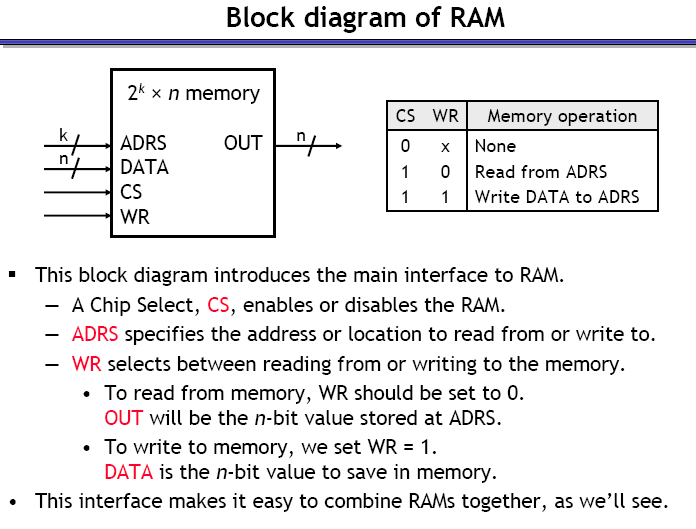 Block diagram of RAM
2k × n memory
k
ADRS
OUT
n
n
DATA
CS
WR
CS WR Memory operation
0 x None
1 0 Read from ADRS
1 1 Write DATA to ADRS
▪ This block diagram introduces the main interface to RAM.
– A Chip Select, CS, enables or disables the RAM.
– ADRS specifies the address or location to read from or write to.
– WR selects between reading from or writing to the memory.
• To read from memory, WR should be set to 0.
OUT will be the n-bit value stored at ADRS.
• To write to memory, we set WR = 1.
DATA is the n-bit value to save in memory.
• This interface makes it easy to combine RAMs together, as we’ll see.